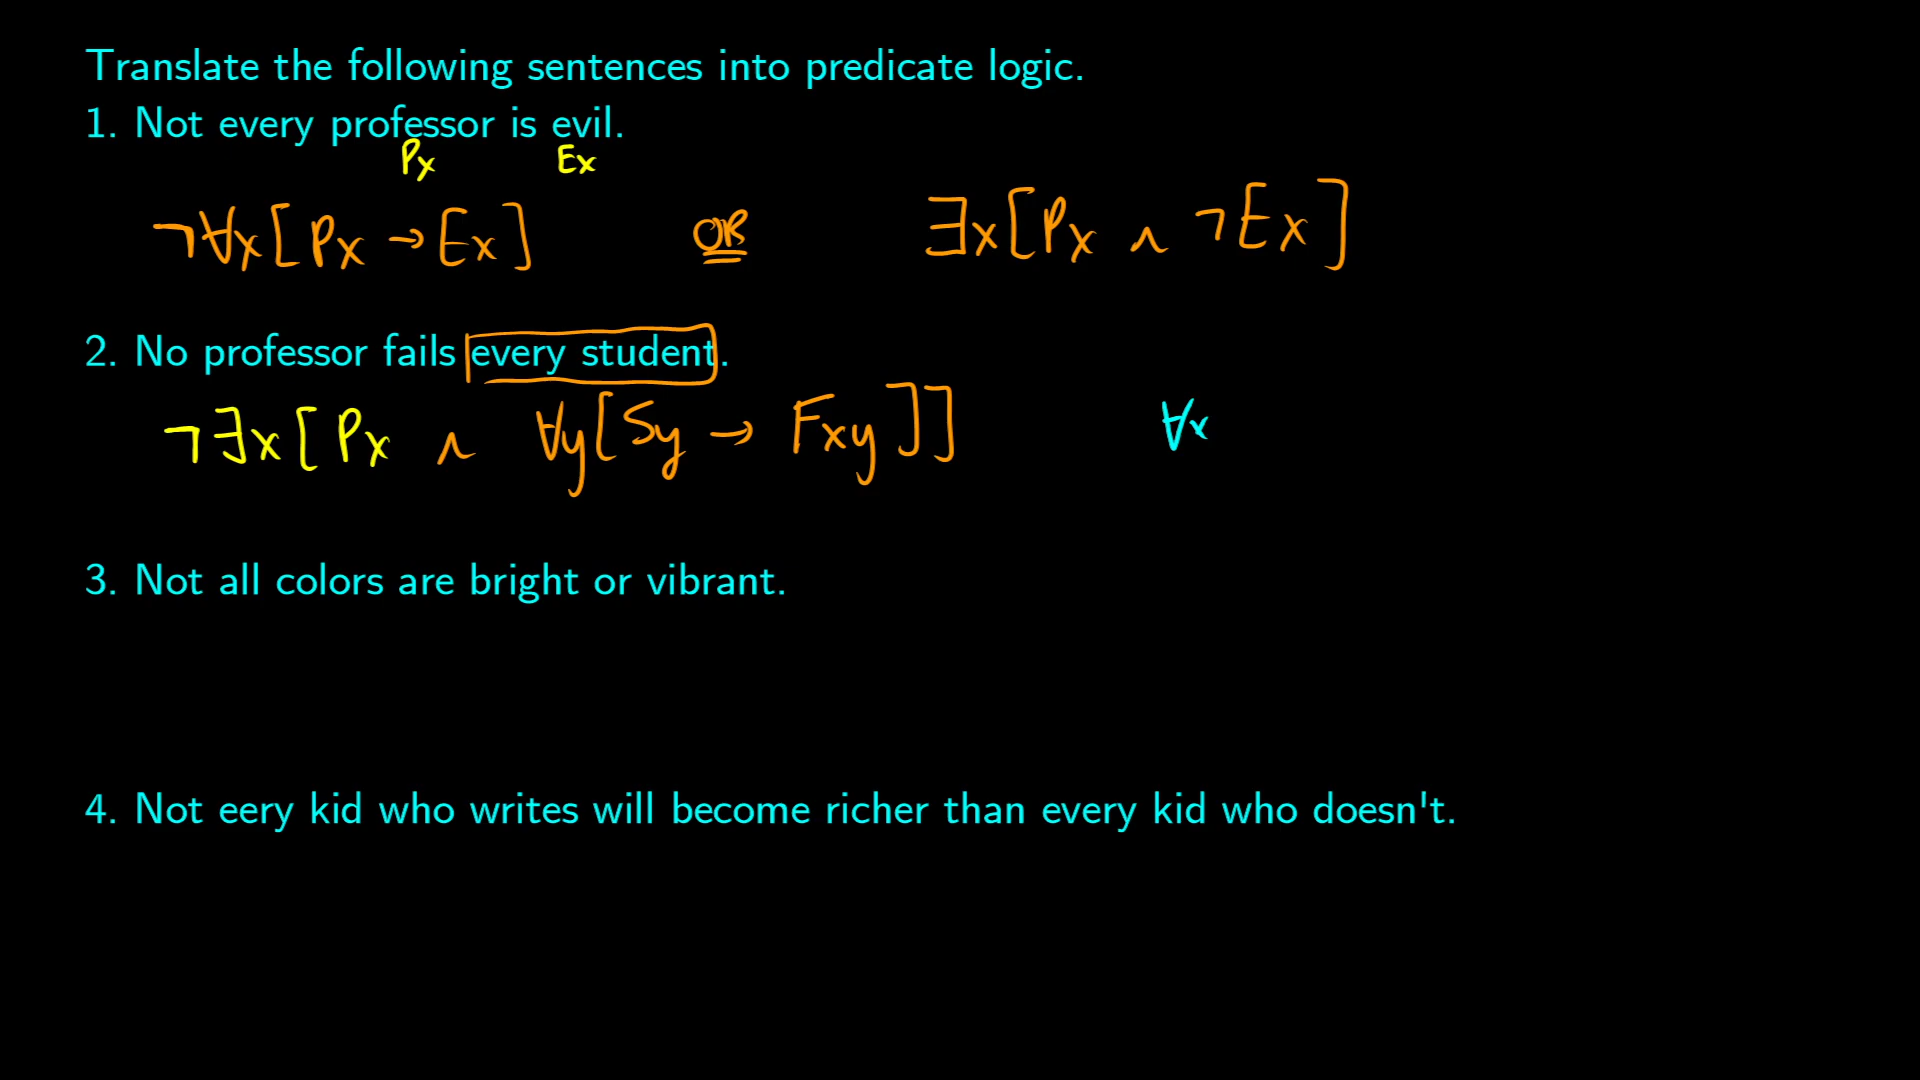 Translate the following sentences into predicate logic.
1. Not every professor is evil.
Px Ex
¬∀x[Px → Ex] OR ∃x[Px ∧ ¬Ex]
2. No professor fails every student.
¬∃x[Px ∧ ∀y[Sy → Fxy]] ∀x
3. Not all colors are bright or vibrant.
4. Not eery kid who writes will become richer than every kid who doesn't.